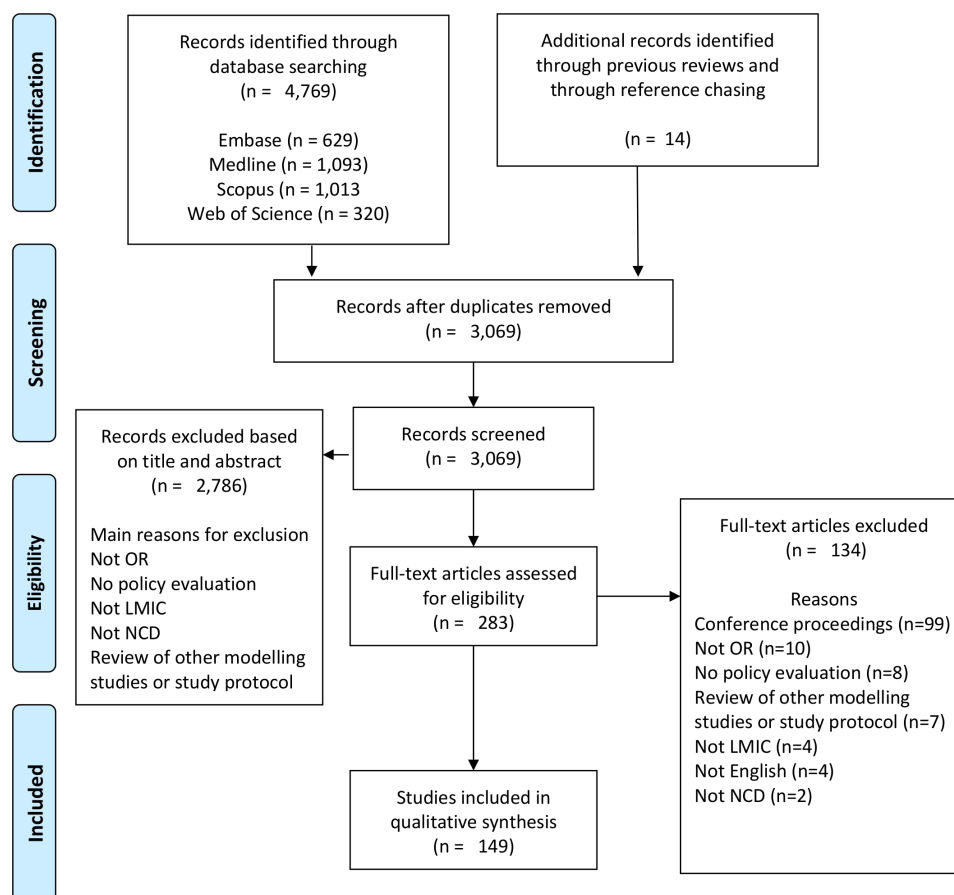 Identification
Records identified through
database searching
(n = 4,769)
Embase (n = 629)
Medline (n = 1,093)
Scopus (n = 1,013
Web of Science (n = 320)
Additional records identified
through previous reviews and
through reference chasing
(n = 14)
Screening
Records after duplicates removed
(n = 3,069)
Records screened
(n = 3,069)
Records excluded based
on title and abstract
(n = 2,786)
Main reasons for exclusion
Not OR
No policy evaluation
Not LMIC
Not NCD
Review of other modelling
studies or study protocol
Eligibility
Full-text articles assessed
for eligibility
(n = 283)
Full-text articles excluded
(n = 134)
Reasons
Conference proceedings (n=99)
Not OR (n=10)
No policy evaluation (n=8)
Review of other modelling
studies or study protocol (n=7)
Not LMIC (n=4)
Not English (n=4)
Not NCD (n=2)
Included
Studies included in
qualitative synthesis
(n = 149)